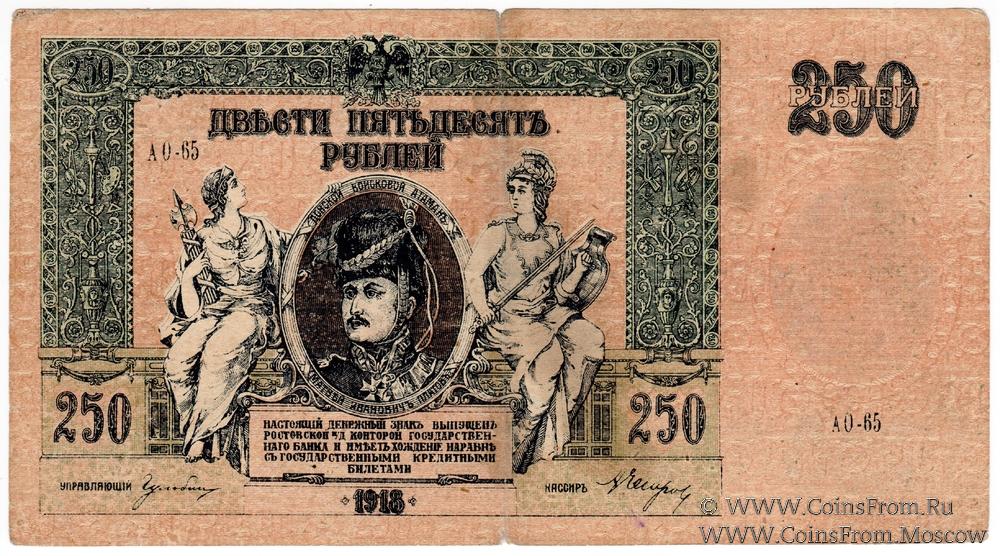 250
250
250
РУБЛЕЙ
ДВѢСТИ ПЯТЬДЕСЯТЪ
РУБЛЕЙ
АО-65
ДОНСКОЙ ВОЙСКОВОЙ АТАМАНЪ
МАТВѢЙ ИВАНОВИЧЪ ПЛАТОВЪ
250
250
НАСТОЯЩІЙ ДЕНЕЖНЫЙ ЗНАКЪ ВЫПУЩЕНЪ
РОСТОВСКОЙ Н/Д КОНТОРОЙ ГОСУДАРСТВЕН-
НАГО БАНКА И ИМѢЕТЪ ХОЖДЕНІЕ НАРАВНѢ
СЪ ГОСУДАРСТВЕННЫМИ КРЕДИТНЫМИ
БИЛЕТАМИ
АО-65
УПРАВЛЯЮЩІЙ
КАССИРЪ
1918
© WWW.CoinsFrom.Ru
WWW.CoinsFrom.Moscow